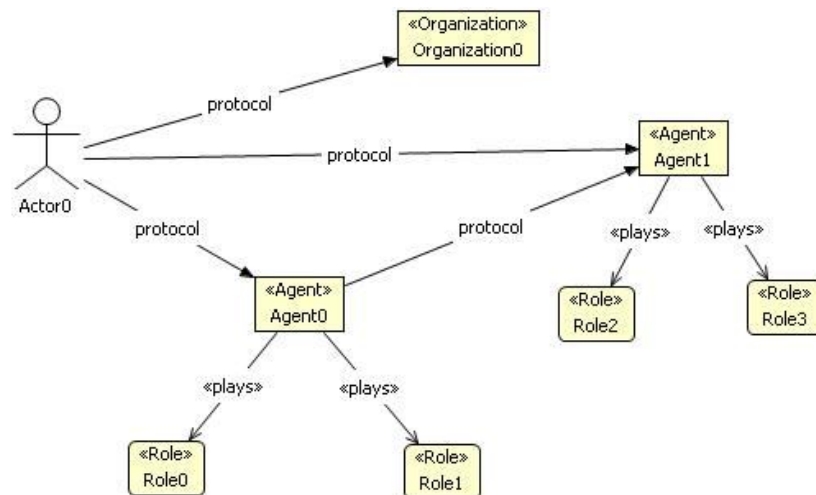 «Organization»
Organization0
protocol
Actor0
protocol
«Agent»
Agent1
protocol
protocol
«plays»
«plays»
«Agent»
Agent0
«Role»
Role2
«Role»
Role3
«plays»
«plays»
«Role»
Role0
«Role»
Role1